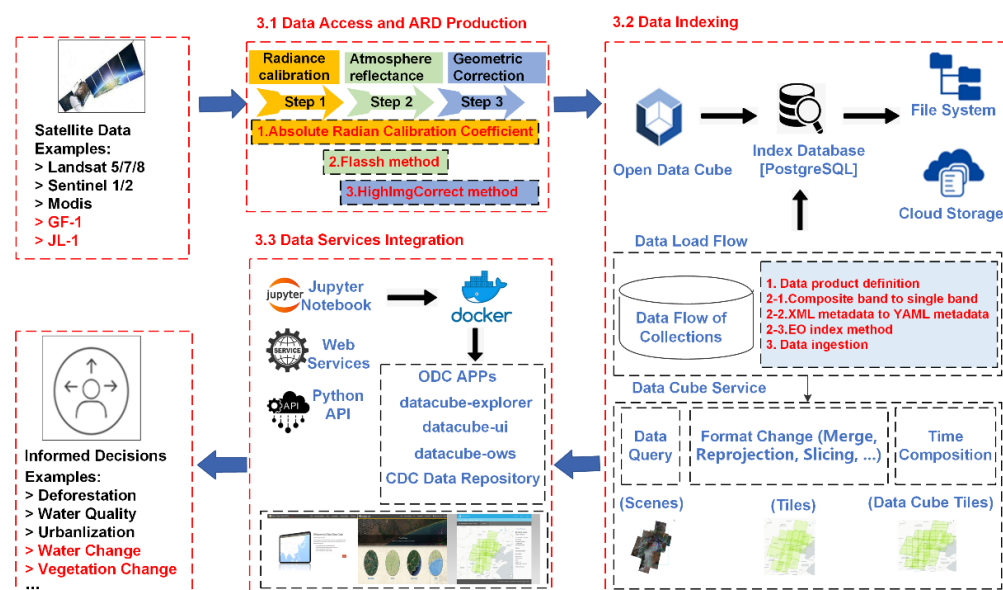 3.1 Data Access and ARD Production
3.2 Data Indexing
Satellite Data
Examples:
> Landsat 5/7/8
> Sentinel 1/2
> Modis
> GF-1
> JL-1
Radiance
calibration
Atmosphere
reflectance
Geometric
Correction
Step 1
Step 2
Step 3
1.Absolute Radian Calibration Coefficient
2.Flassh method
3.HighImgCorrect method
Open Data Cube
Index Database
[PostgreSQL]
File System
Cloud Storage
Data Load Flow
Data Flow of
Collections
1. Data product definition
2-1.Composite band to single band
2-2.XML metadata to YAML metadata
2-3.EO index method
3. Data ingestion
Data Cube Service
Data
Query
Format Change (Merge,
Reprojection, Slicing, ...)
Time
Composition
(Scenes)
(Tiles)
(Data Cube Tiles)
3.3 Data Services Integration
jupyter
Jupyter
Notebook
docker
SERVICE
Web
Services
API
Python
API
ODC APPs
datacube-explorer
datacube-ui
datacube-ows
CDC Data Repository
Informed Decisions
Examples:
> Deforestation
> Water Quality
> Urbanlization
> Water Change
> Vegetation Change
...